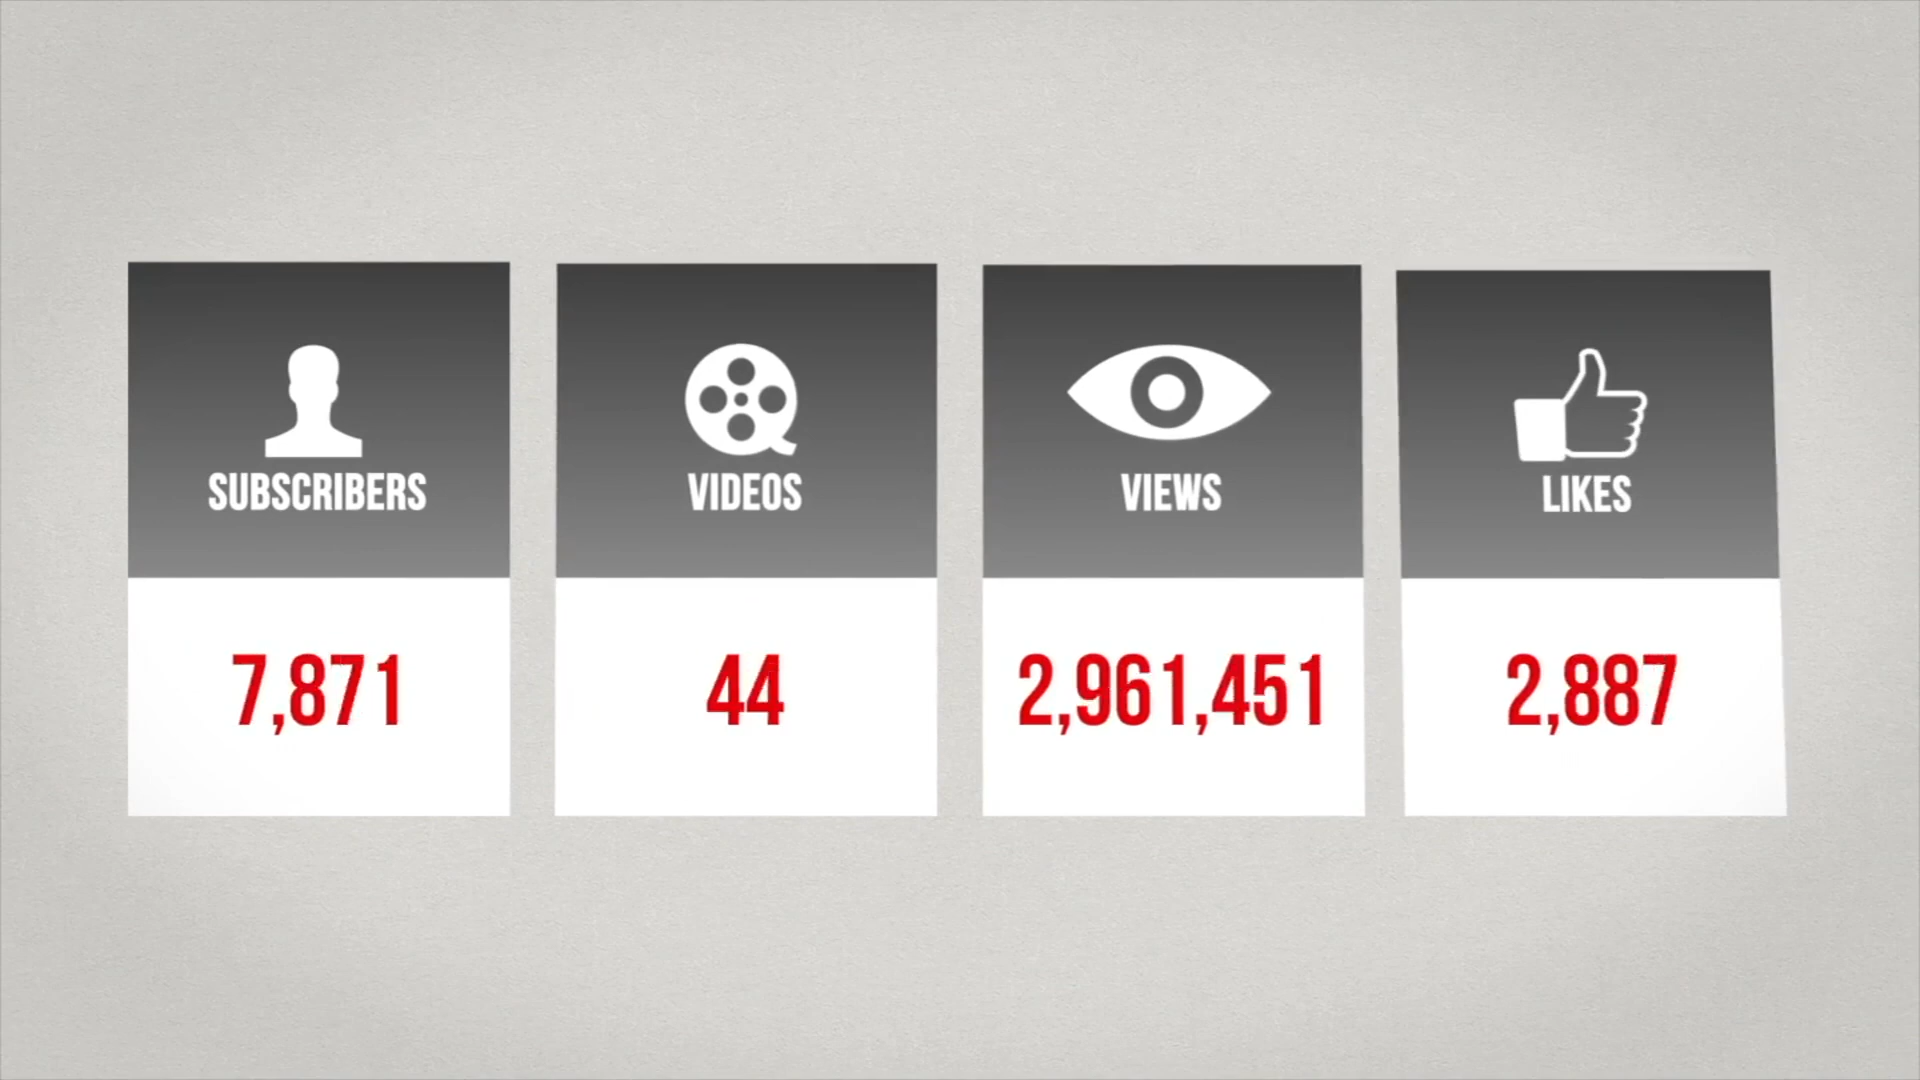 SUBSCRIBERS
7,871
VIDEOS
44
VIEWS
2,961,451
LIKES
2,887